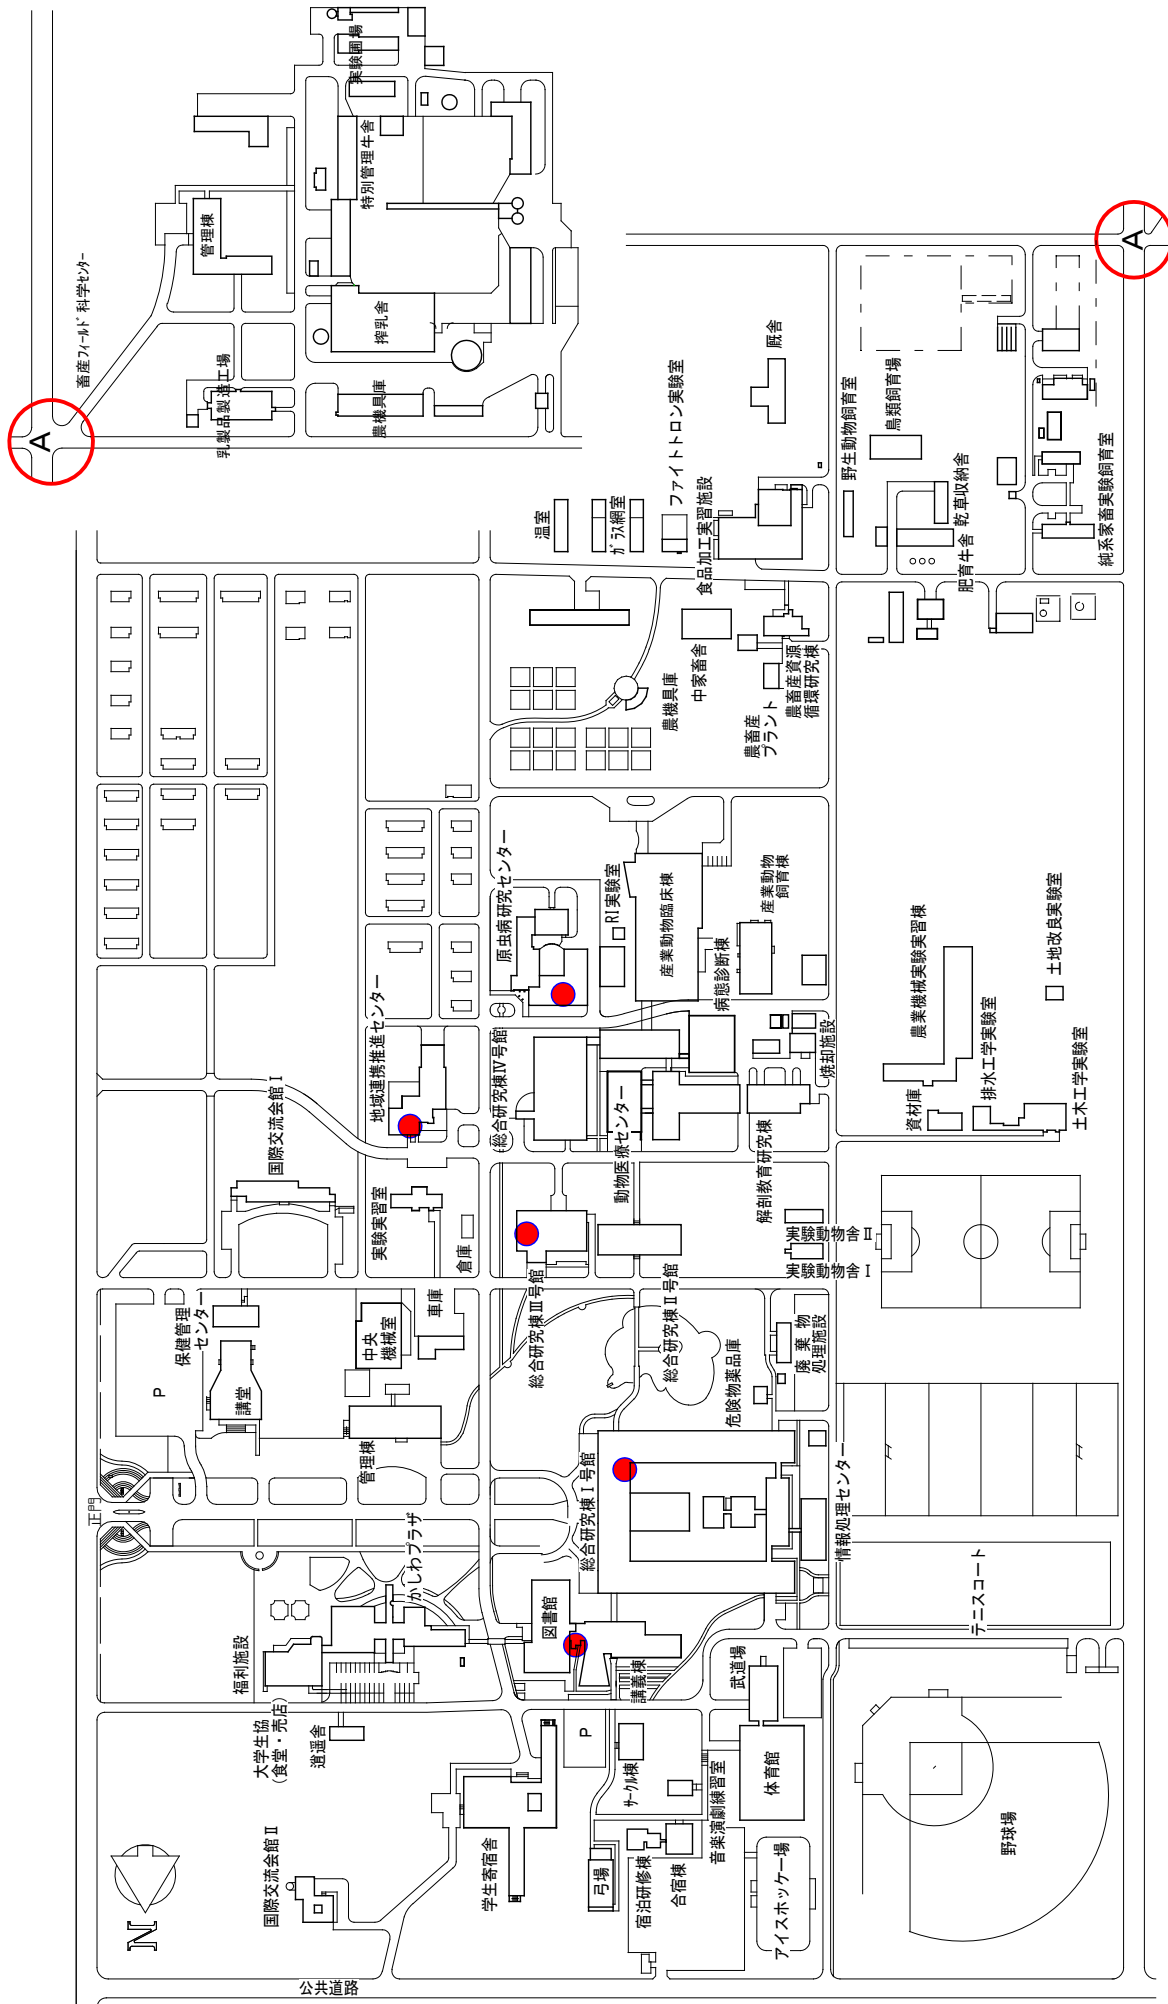 A
畜産フィールド科学センター
管理棟
乳製品製造工場
特別管理牛舎
実験圃場
搾乳舎
農機具庫
A
温室
ガラス網室
ファイトトロン実験室
食品加工実習施設
厩舎
野生動物飼育室
鳥類飼育場
乾草収納舎
肥育牛舎
純系家畜実験飼育室
農機具庫
中家畜舎
農畜産
プラント
農畜産資源
循環研究棟
原虫病研究センター
RI実験室
産業動物臨床棟
産業動物
飼育棟
病態診断棟
焼却施設
農業機械実験実習棟
土地改良実験室
排水工学実験室
土木工学実験室
資材庫
地域連携推進センター
国際交流会館Ⅰ
実験実習室
倉庫
総合研究棟Ⅳ号館
動物医療センター
解剖教育研究棟
実験動物舎Ⅱ
実験動物舎Ⅰ
保健管理
センター
P
講堂
中央
機械室
車庫
管理棟
総合研究棟Ⅲ号館
総合研究棟Ⅱ号館
危険物薬品庫
廃棄物
処理施設
正門
かしわプラザ
総合研究棟Ⅰ号館
情報処理センター
テニスコート
福利施設
大学生協
(食堂・売店)
逍遥舎
図書館
講義棟
武道場
体育館
P
サークル棟
音楽演劇練習室
宿泊研修棟
合宿棟
弓場
アイスホッケー場
野球場
学生寄宿舎
国際交流会館Ⅱ
N
公共道路